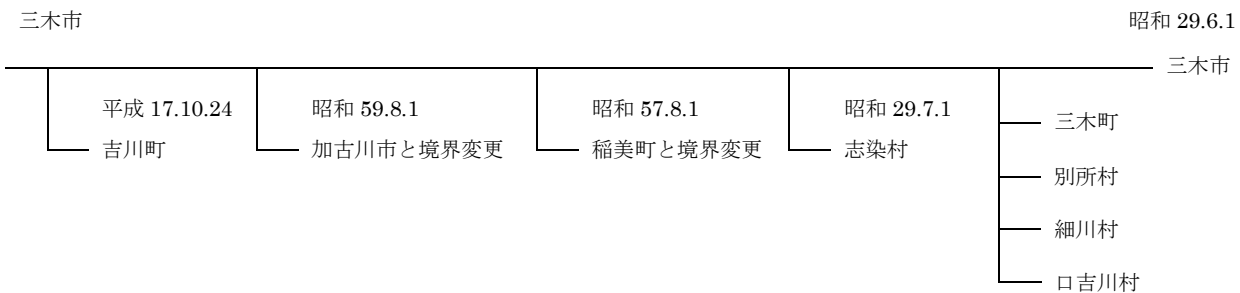 三木市
昭和 29.6.1
三木市
平成 17.10.24
吉川町
昭和 59.8.1
加古川市と境界変更
昭和 57.8.1
稲美町と境界変更
昭和 29.7.1
志染村
三木町
別所村
細川村
口吉川村